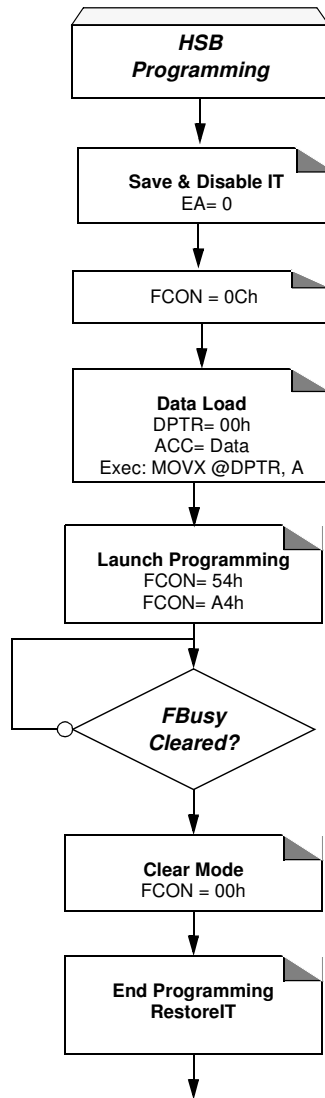 HSB
Programming
Save & Disable IT
EA= 0
FCON = 0Ch
Data Load
DPTR= 00h
ACC= Data
Exec: MOVX @DPTR, A
Launch Programming
FCON= 54h
FCON= A4h
FBusy
Cleared?
Clear Mode
FCON = 00h
End Programming
RestoreIT